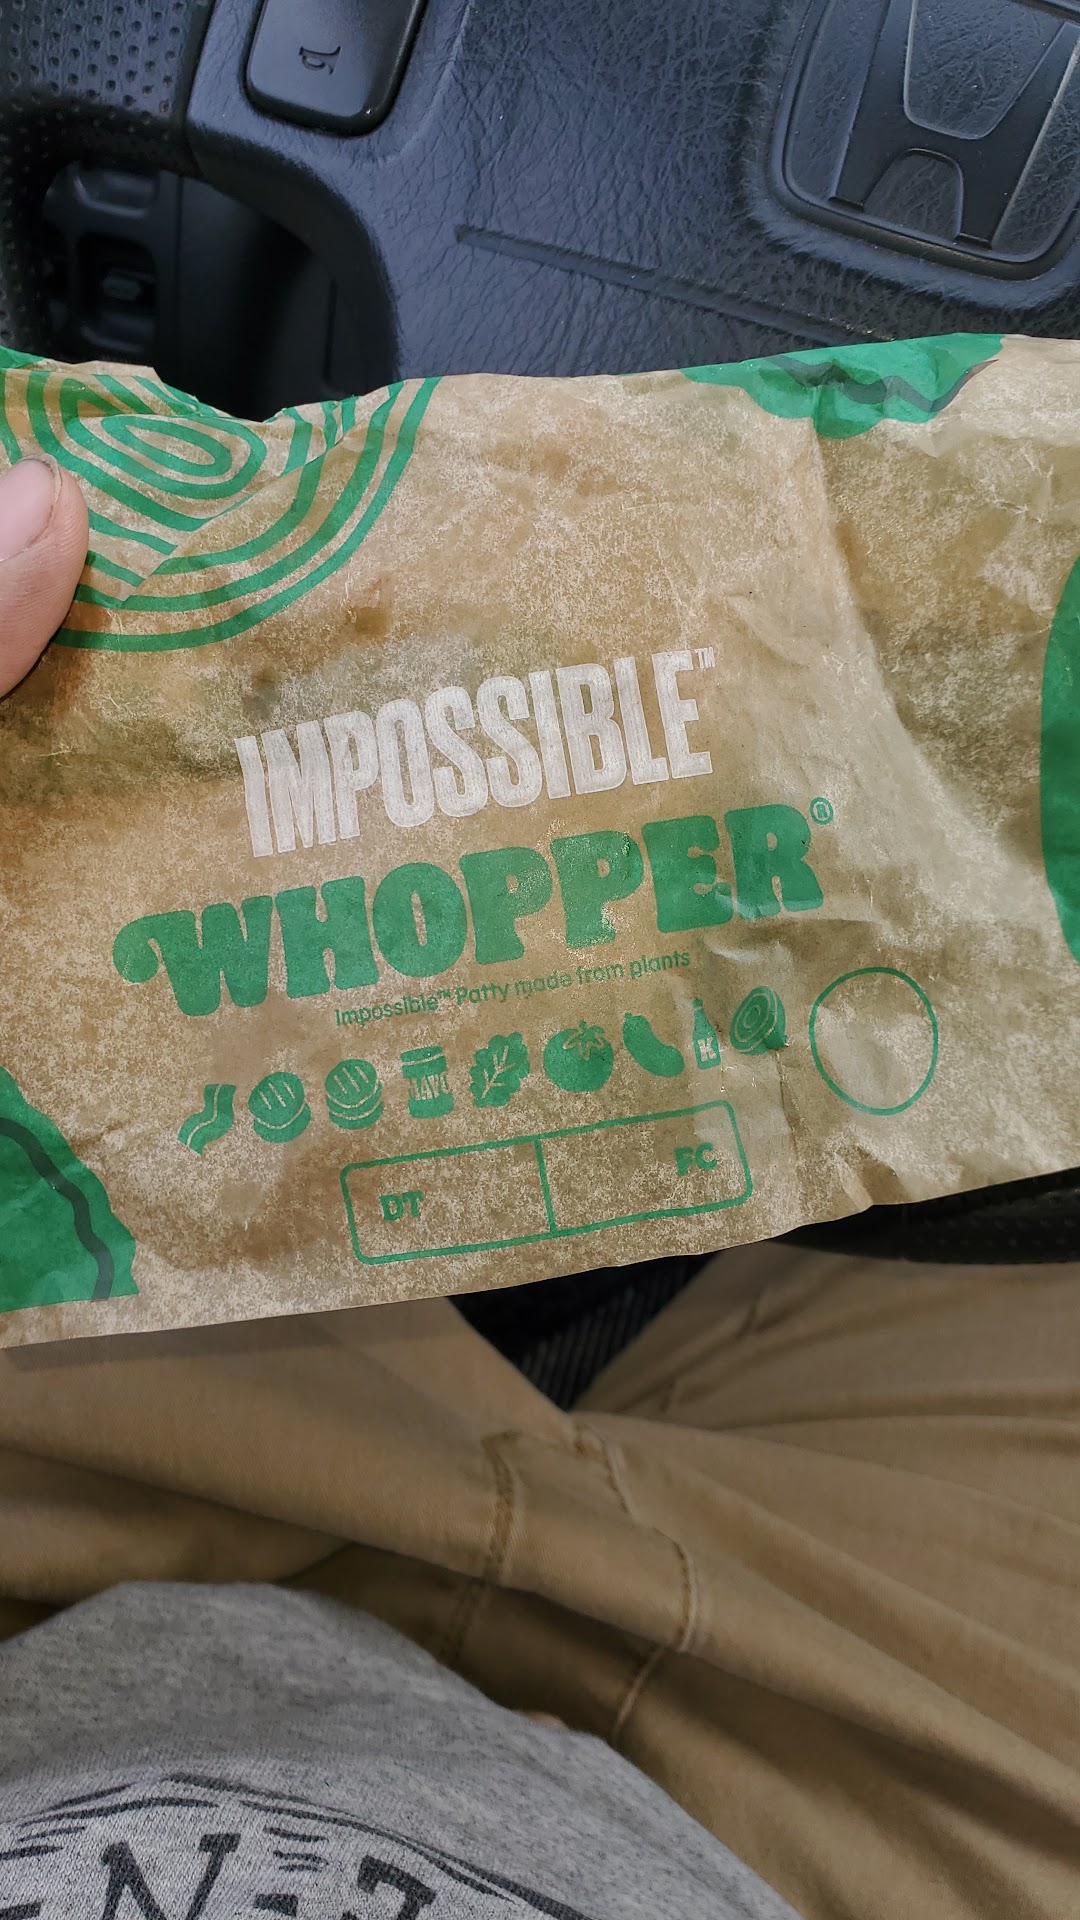 IMPOSSIBLE™
WHOPPER®
Impossible™ Patty made from plants
MAYO
K
DT
FC